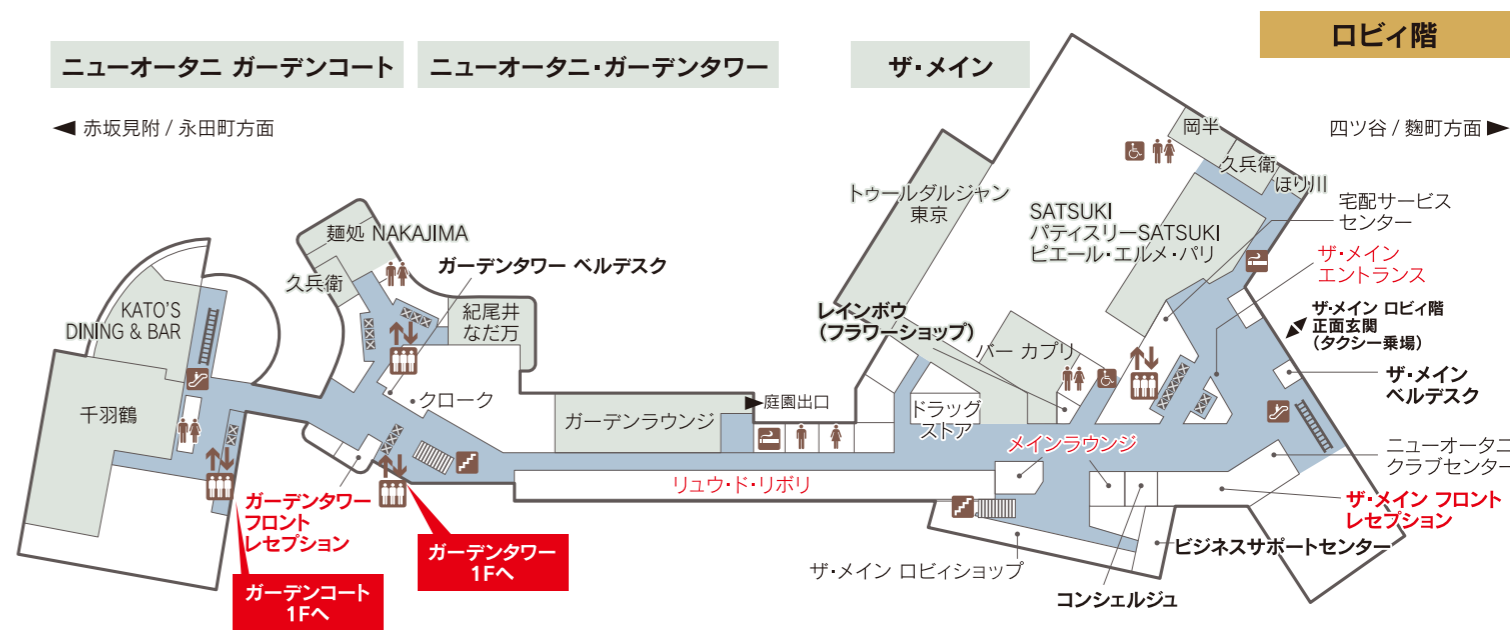 ロビィ階
ニューオータニ ガーデンコート
ニューオータニ・ガーデンタワー
ザ・メイン
◀ 赤坂見附 / 永田町方面
四ツ谷 / 麴町方面 ▶
岡半
久兵衛
ほり川
トゥールダルジャン
東京
SATSUKI
パティスリーSATSUKI
ピエール・エルメ・パリ
宅配サービス
センター
ザ・メイン
エントランス
麺処 NAKAJIMA
久兵衛
ガーデンタワー ベルデスク
紀尾井
なだ万
KATO'S
DINING & BAR
レインボウ
(フラワーショップ)
バー カプリ
ザ・メイン ロビィ階
正面玄関
(タクシー乗場)
ザ・メイン
ベルデスク
千羽鶴
クローク
ガーデンラウンジ
▶庭園出口
ドラッグ
ストア
メインラウンジ
ニューオータニ
クラブセンター
リュウ・ド・リボリ
ガーデンタワー
フロント
レセプション
ザ・メイン フロント
レセプション
ガーデンタワー
1Fへ
ガーデンコート
1Fへ
ビジネスサポートセンター
ザ・メイン ロビィショップ
コンシェルジュ